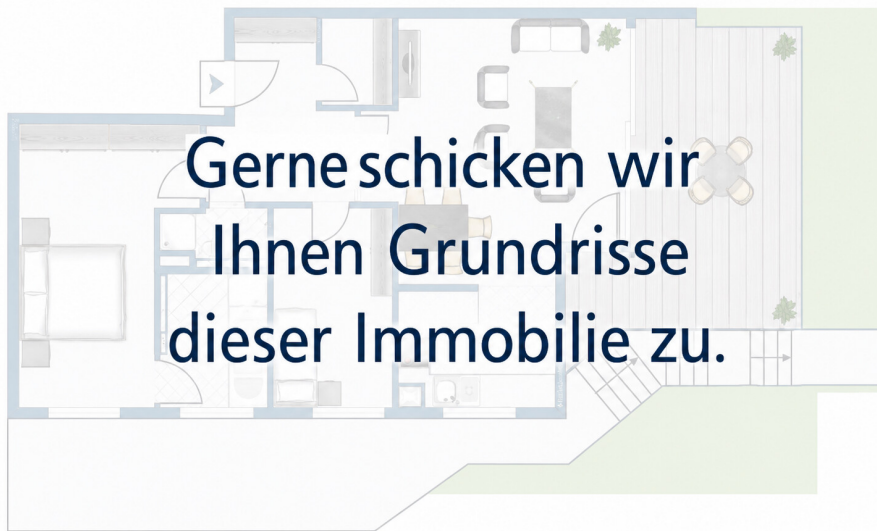 Gerne schicken wir
Ihnen Grundrisse
dieser Immobilie zu.